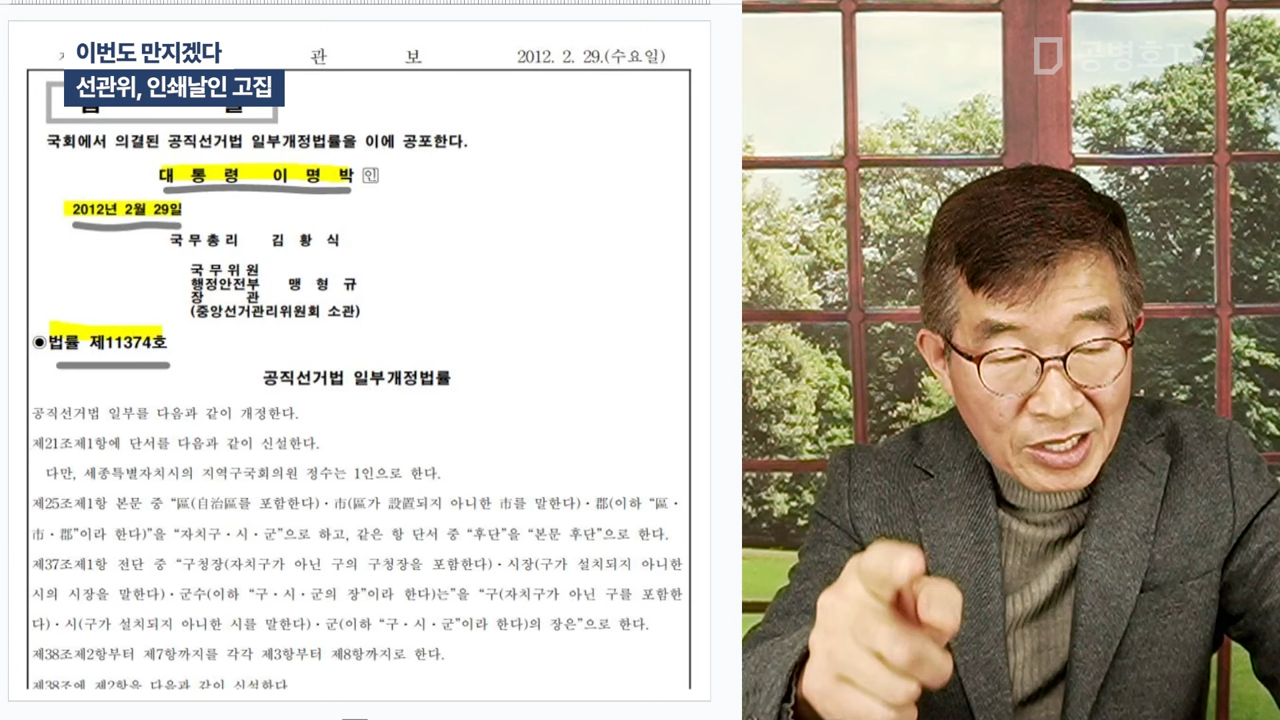 이번도 만지겠다
선관위, 인쇄날인 고집
관 보 2012. 2. 29.(수요일)
국회에서 의결된 공직선거법 일부개정법률을 이에 공포한다.
대 통 령 이 명 박 인
2012년 2월 29일
국 무 총 리 김 황 식
국 무 위 원
행정안전부 맹 형 규
장 관
(중앙선거관리위원회 소관)
◉법률 제11374호
공직선거법 일부개정법률
공직선거법 일부를 다음과 같이 개정한다.
제21조제1항에 단서를 다음과 같이 신설한다.
다만, 세종특별자치시의 지역구국회의원 정수는 1인으로 한다.
제25조제1항 본문 중 “區(自治區를 포함한다)·市(區가 設置되지 아니한 市를 말한다)·郡(이하 “區·
市·郡”이라 한다)”을 “자치구·시·군”으로 하고, 같은 항 단서 중 “후단”을 “본문 후단”으로 한다.
제37조제1항 전단 중 “구청장(자치구가 아닌 구의 구청장을 포함한다)·시장(구가 설치되지 아니한
시의 시장을 말한다)·군수(이하 “구·시·군의 장”이라 한다)는”을 “구(자치구가 아닌 구를 포함한
다)·시(구가 설치되지 아니한 시를 말한다)·군(이하 “구·시·군”이라 한다)의 장은”으로 한다.
제38조제2항부터 제7항까지를 각각 제3항부터 제8항까지로 한다.
제38조에 제2항을 다음과 같이 신설한다
공병호TV